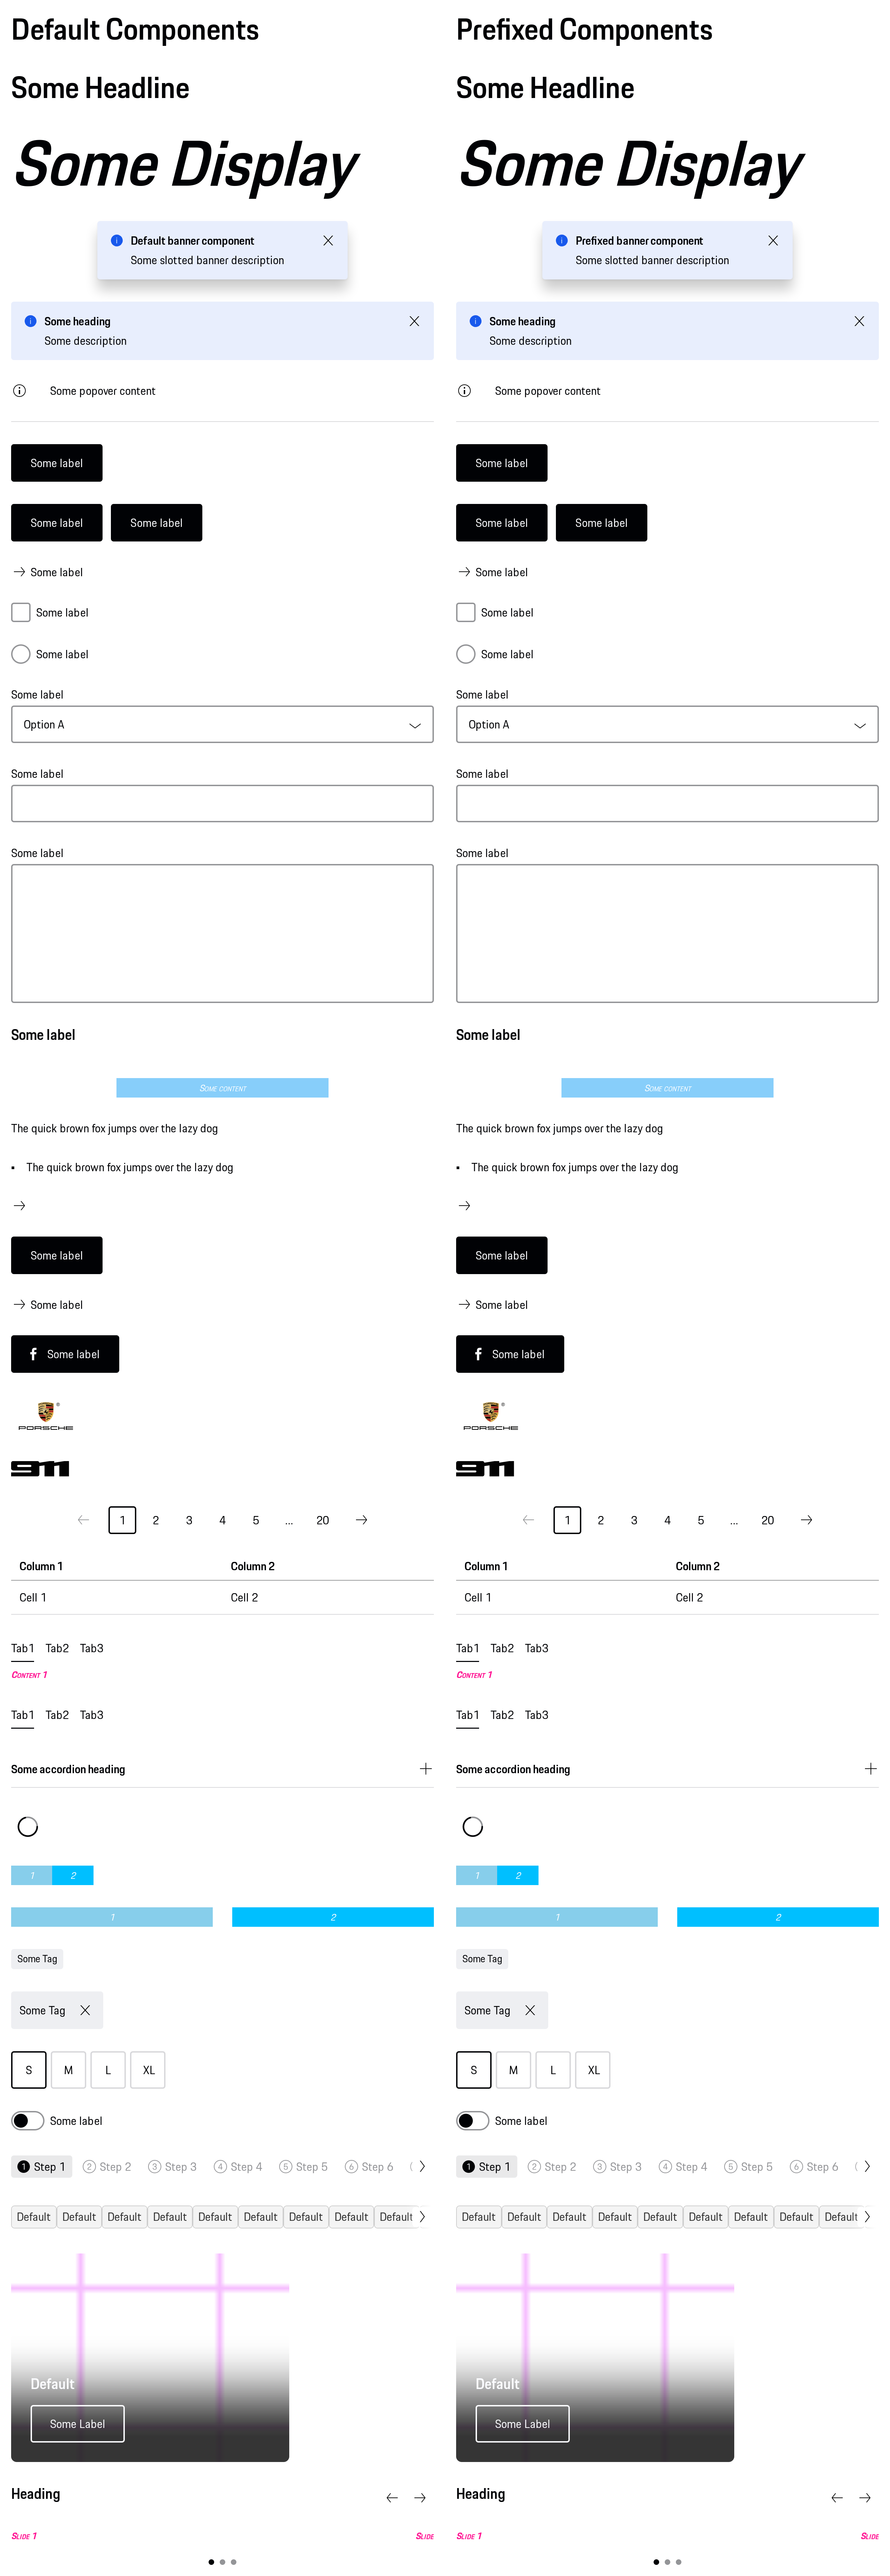 Default Components
Some Headline
Some Display
Default banner component
Some slotted banner description
Some heading
Some description
Some popover content
Some label
Some label Some label
Some label
Some label
Some label
Some label
Option A
Some label
Some label
Some label
Some content
The quick brown fox jumps over the lazy dog
• The quick brown fox jumps over the lazy dog
Some label
Some label
Some label
PORSCHE
911
1 2 3 4 5 ... 20
Column 1 Column 2
Cell 1 Cell 2
Tab1 Tab2 Tab3
Content 1
Tab1 Tab2 Tab3
Some accordion heading
1 2
1 2
Some Tag
Some Tag
S M L XL
Some label
1 Step 1 2 Step 2 3 Step 3 4 Step 4 5 Step 5 6 Step 6
Default Default Default Default Default Default Default Default Default
Default
Some Label
Heading
Slide 1 Slide
Prefixed Components
Some Headline
Some Display
Prefixed banner component
Some slotted banner description
Some heading
Some description
Some popover content
Some label
Some label Some label
Some label
Some label
Some label
Some label
Option A
Some label
Some label
Some label
Some content
The quick brown fox jumps over the lazy dog
• The quick brown fox jumps over the lazy dog
Some label
Some label
Some label
PORSCHE
911
1 2 3 4 5 ... 20
Column 1 Column 2
Cell 1 Cell 2
Tab1 Tab2 Tab3
Content 1
Tab1 Tab2 Tab3
Some accordion heading
1 2
1 2
Some Tag
Some Tag
S M L XL
Some label
1 Step 1 2 Step 2 3 Step 3 4 Step 4 5 Step 5 6 Step 6
Default Default Default Default Default Default Default Default Default
Default
Some Label
Heading
Slide 1 Slide